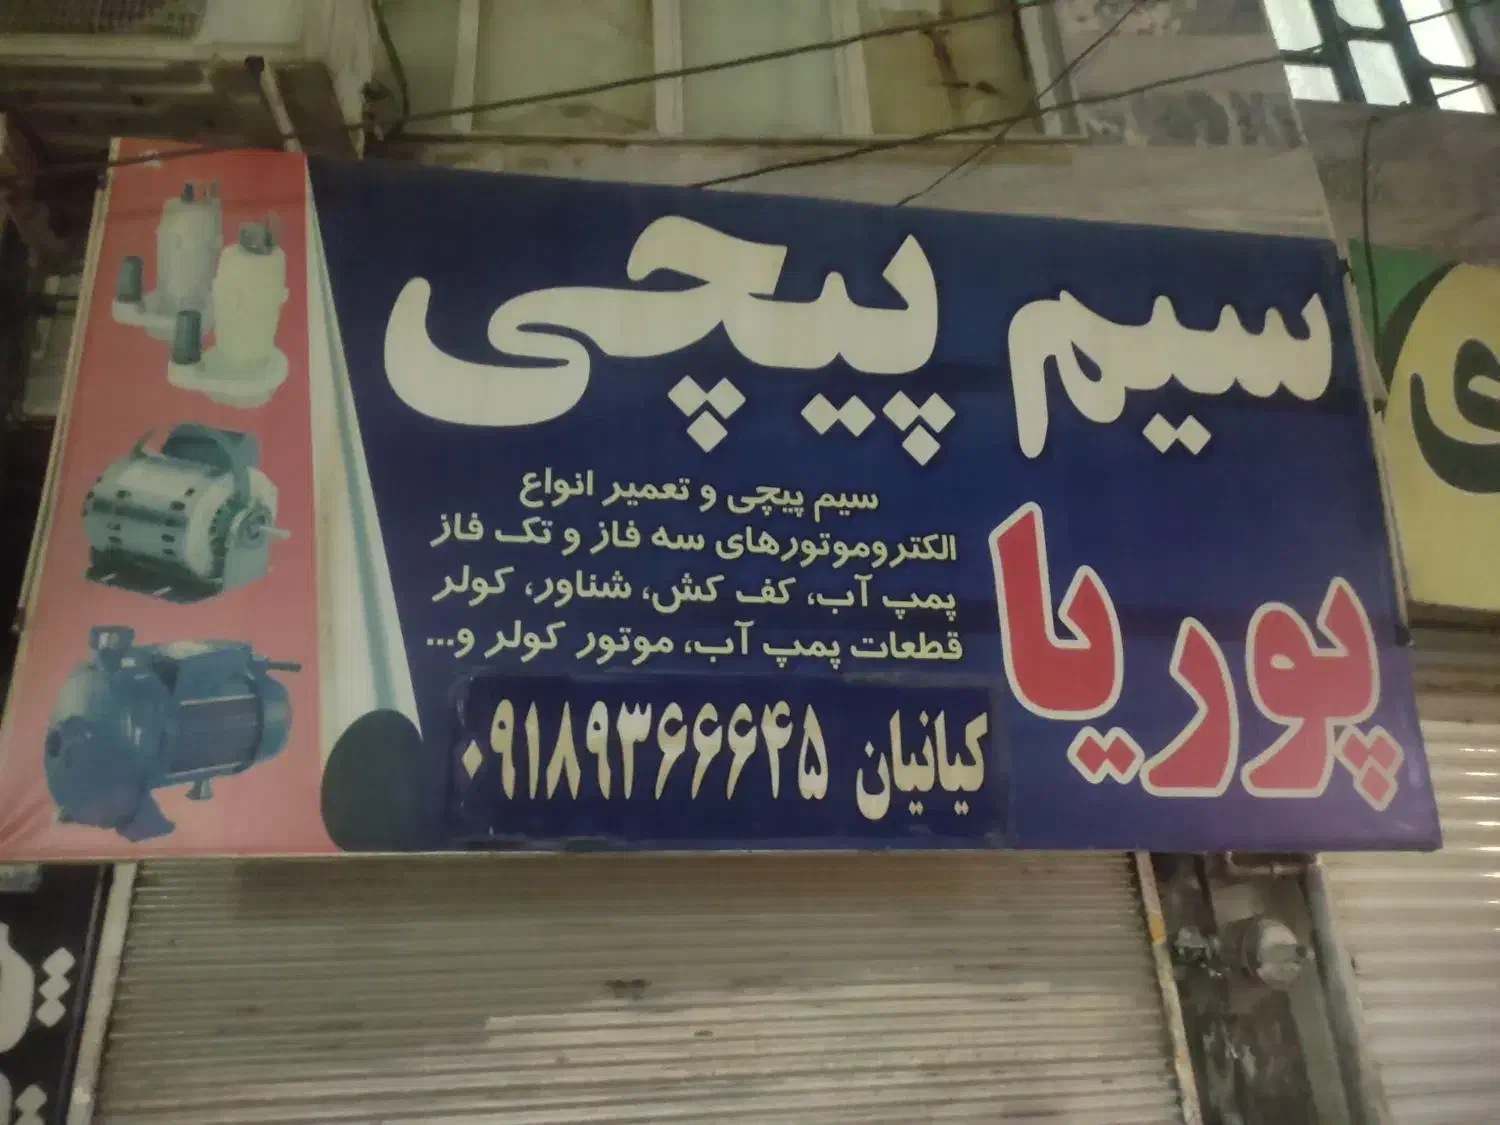 سیم پیچی
پوریا
سیم پیچی و تعمیر انواع
الکتروموتورهای سه فاز و تک فاز
پمپ آب، کف کش، شناور، کولر
قطعات پمپ آب، موتور کولر و...
کیانیان ۰۹۱۸۹۳۶۶۶۴۵